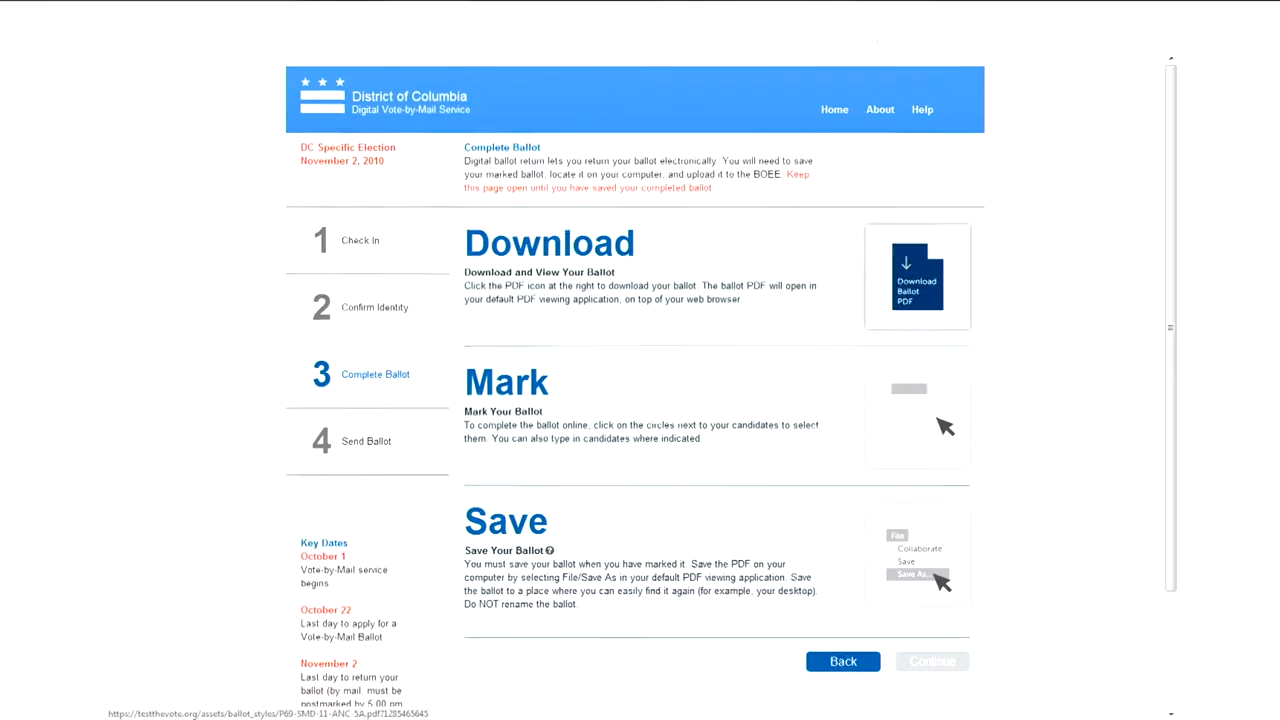 District of Columbia
Digital Vote-by-Mail Service
Home About Help
DC Specific Election
November 2, 2010
Complete Ballot
Digital ballot return lets you return your ballot electronically. You will need to save
your marked ballot, locate it on your computer, and upload it to the BOEE. Keep
this page open until you have saved your completed ballot.
1 Check In
2 Confirm Identity
3 Complete Ballot
4 Send Ballot
Download
Download and View Your Ballot
Click the PDF icon at the right to download your ballot. The ballot PDF will open in
your default PDF viewing application, on top of your web browser.
Download
Ballot
PDF
Mark
Mark Your Ballot
To complete the ballot online, click on the circles next to your candidates to select
them. You can also type in candidates where indicated.
Save
Save Your Ballot?
You must save your ballot when you have marked it. Save the PDF on your
computer by selecting File/Save As in your default PDF viewing application. Save
the ballot to a place where you can easily find it again (for example, your desktop).
Do NOT rename the ballot.
File
Collaborate
Save
Save As...
Key Dates
October 1
Vote-by-Mail service
begins
October 22
Last day to apply for a
Vote-by-Mail Ballot
November 2
Last day to return your
ballot (by mail, must be
postmarked by 5:00 pm
Back Continue
https://testthevote.org/assets/ballot_styles/P69-SMD-11-ANC 5A.pdf?1285465645